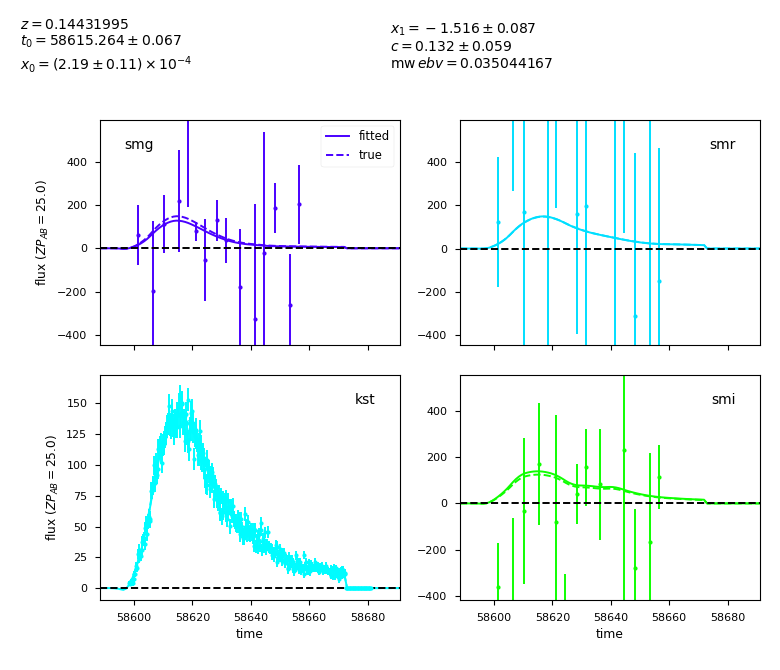 z = 0.14431995
t₀ = 58615.264 ± 0.067
x₀ = (2.19 ± 0.11) × 10⁻⁴
x₁ = −1.516 ± 0.087
c = 0.132 ± 0.059
mw ebv = 0.035044167
smg
fitted
true
400
200
0
−200
−400
flux (ZP_AB = 25.0)
smr
400
200
0
−200
−400
kst
150
125
100
75
50
25
0
flux (ZP_AB = 25.0)
58600 58620 58640 58660 58680
time
smi
400
200
0
−200
−400
58600 58620 58640 58660 58680
time